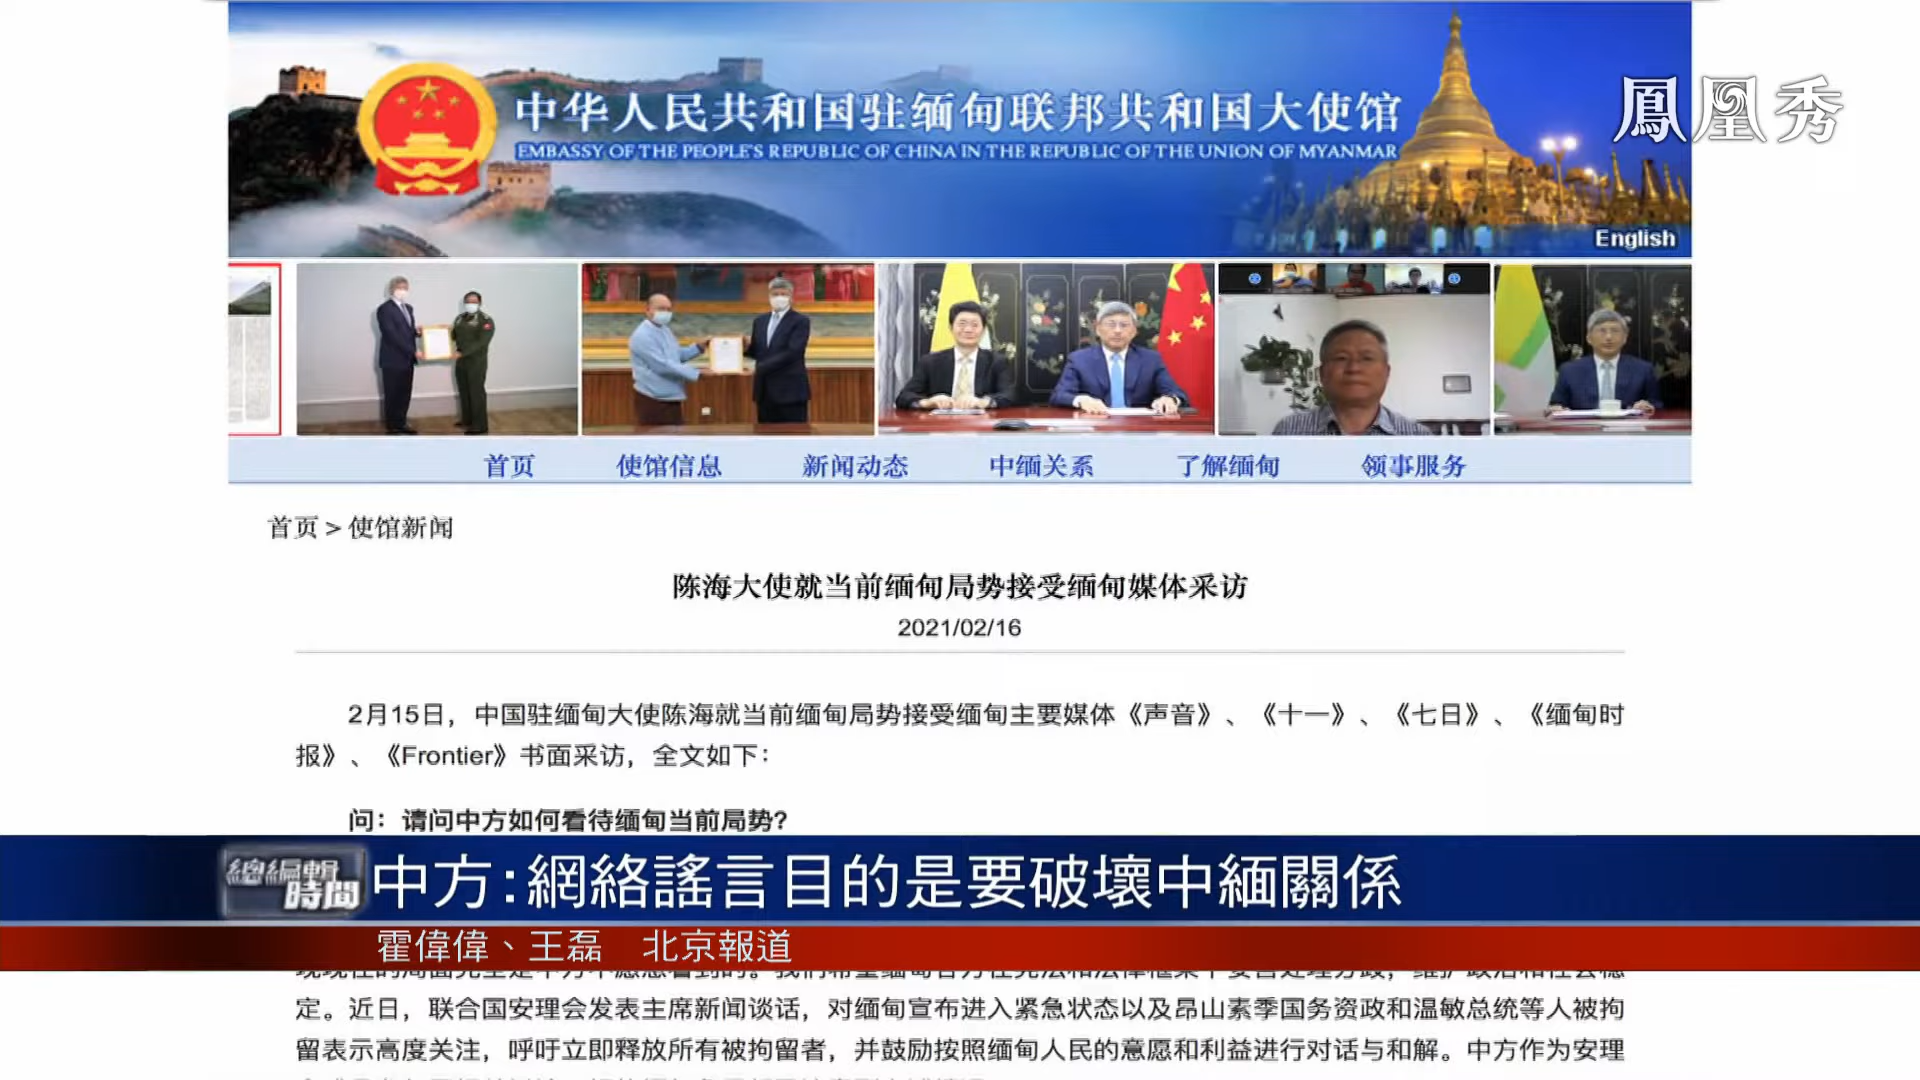 中华人民共和国驻缅甸联邦共和国大使馆
EMBASSY OF THE PEOPLE'S REPUBLIC OF CHINA IN THE REPUBLIC OF THE UNION OF MYANMAR
鳳凰秀
English
首页 使馆信息 新闻动态 中缅关系 了解缅甸 领事服务
首页 > 使馆新闻
陈海大使就当前缅甸局势接受缅甸媒体采访
2021/02/16
2月15日，中国驻缅甸大使陈海就当前缅甸局势接受缅甸主要媒体《声音》、《十一》、《七日》、《缅甸时
报》、《Frontier》书面采访，全文如下：
问：请问中方如何看待缅甸当前局势?
總編輯時間
中方:網絡謠言目的是要破壞中緬關係
霍偉偉、王磊 北京報道
定。近日，联合国安理会发表主席新闻谈话，对缅甸宣布进入紧急状态以及昂山素季国务资政和温敏总统等人被拘
留表示高度关注，呼吁立即释放所有被拘留者，并鼓励按照缅甸人民的意愿和利益进行对话与和解。中方作为安理